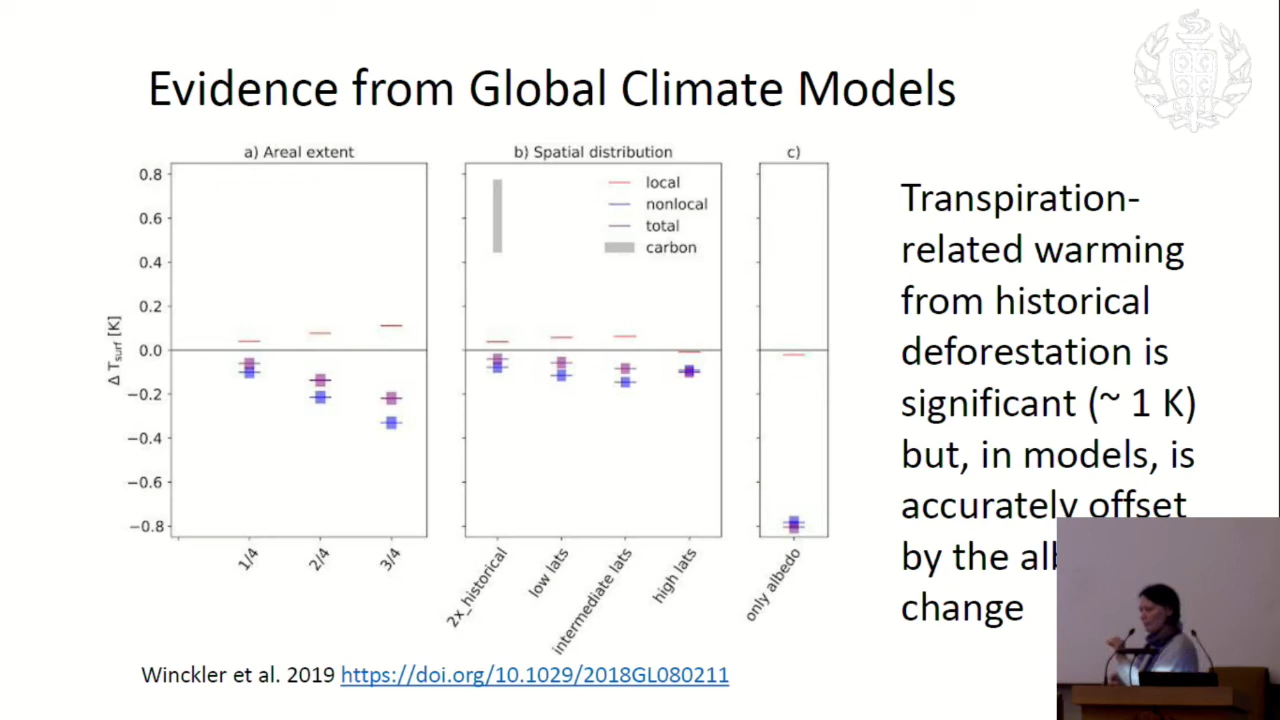 Evidence from Global Climate Models
a) Areal extent
b) Spatial distribution
c)
0.8
0.6
0.4
0.2
0.0
−0.2
−0.4
−0.6
−0.8
Δ Tsurf [K]
local
nonlocal
total
carbon
1/4
2/4
3/4
2x_historical
low lats
intermediate lats
high lats
only albedo
Transpiration-
related warming
from historical
deforestation is
significant (~ 1 K)
but, in models, is
accurately offset
by the
change
Winckler et al. 2019 https://doi.org/10.1029/2018GL080211